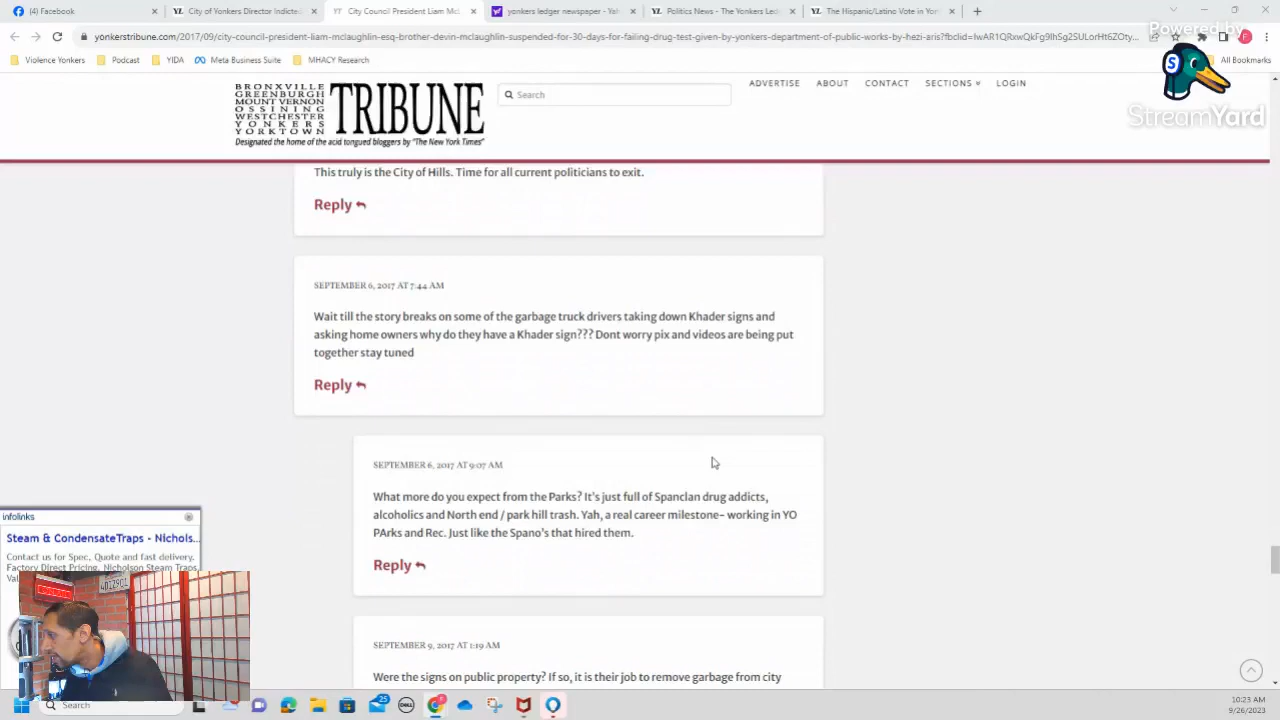 Powered by
StreamYard
(4) Facebook
City of Yonkers Director Indicte
City Council President Liam Mc
yonkers ledger newspaper - Yah
Politics News - The Yonkers Led
The Hispanic/Latino Vote in Yor
yonkerstribune.com/2017/09/city-council-president-liam-mclaughlin-esq-brother-devin-mclaughlin-suspended-for-30-days-for-failing-drug-test-given-by-yonkers-department-of-public-works-by-hezi-aris?fbclid=
Violence Yonkers
Podcast
YIDA
Meta Business Suite
MHACY Research
All Bookmarks
BRONXVILLE
GREENBURGH
MOUNT VERNON
OSSINING
WESTCHESTER
YONKERS
YORKTOWN
TRIBUNE
Designated the home of the acid tongued bloggers by "The New York Times"
Search
ADVERTISE ABOUT CONTACT SECTIONS LOGIN
This truly is the City of Hills. Time for all current politicians to exit.
Reply
SEPTEMBER 6, 2017 AT 7:44 AM
Wait till the story breaks on some of the garbage truck drivers taking down Khader signs and
asking home owners why do they have a Khader sign??? Dont worry pix and videos are being put
together stay tuned
Reply
SEPTEMBER 6, 2017 AT 9:07 AM
What more do you expect from the Parks? It's just full of Spanclan drug addicts,
alcoholics and North end / park hill trash. Yah, a real career milestone– working in YO
PArks and Rec. Just like the Spano's that hired them.
Reply
SEPTEMBER 9, 2017 AT 1:19 AM
Were the signs on public property? If so, it is their job to remove garbage from city
infolinks
Steam & CondensateTraps - Nichols...
Contact us for Spec, Quote and fast delivery.
Factory Direct Pricing. Nicholson Steam Traps
Search
25
10:23 AM
9/26/2023